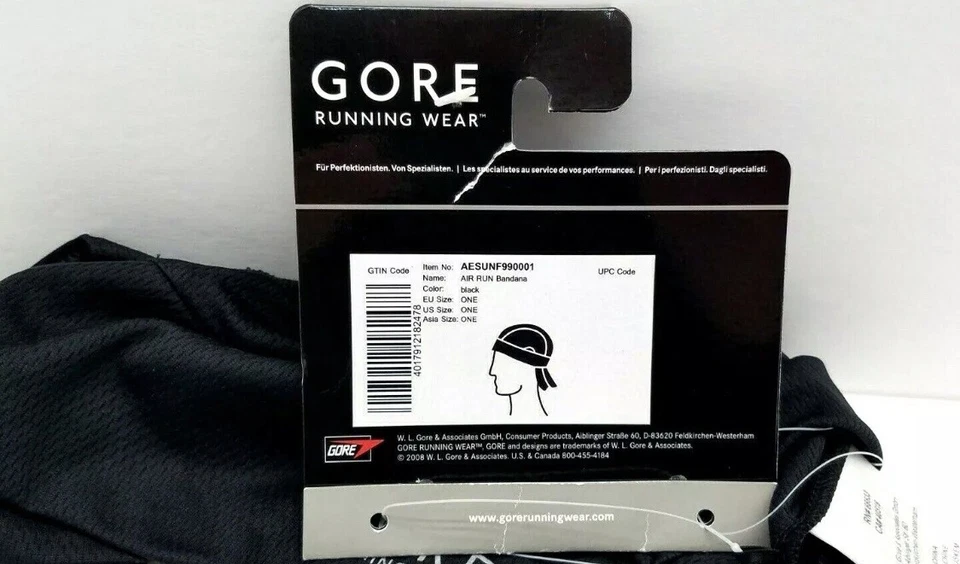 GORE
RUNNING WEAR™
Für Perfektionisten. Von Spezialisten. | Les spécialistes au service de vos performances. | Per i perfezionisti. Dagli specialisti.
GTIN Code
UPC Code
Item No: AESUNF990001
Name: AIR RUN Bandana
Color: black
EU Size: ONE
US Size: ONE
Asia Size: ONE
4017912182478
GORE
W. L. Gore & Associates GmbH, Consumer Products, Aiblinger Straße 60, D-83620 Feldkirchen-Westerham
GORE RUNNING WEAR™, GORE and designs are trademarks of W. L. Gore & Associates.
© 2008 W. L. Gore & Associates. U.S. & Canada 800-455-4184
www.gorerunningwear.com